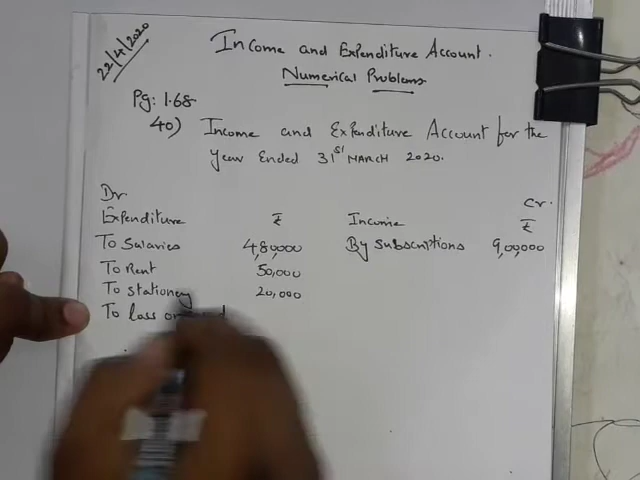 22/4/2020
Income and Expenditure Account.
Numerical Problems
Pg: 1.68
40) Income and Expenditure Account for the
year Ended 31st MARCH 2020.
Dr Cr.
Expenditure ₹ Income ₹
To Salaries 4,80,000 By Subscriptions 9,00,000
To Rent 50,000
To stationery 20,000
To loss on